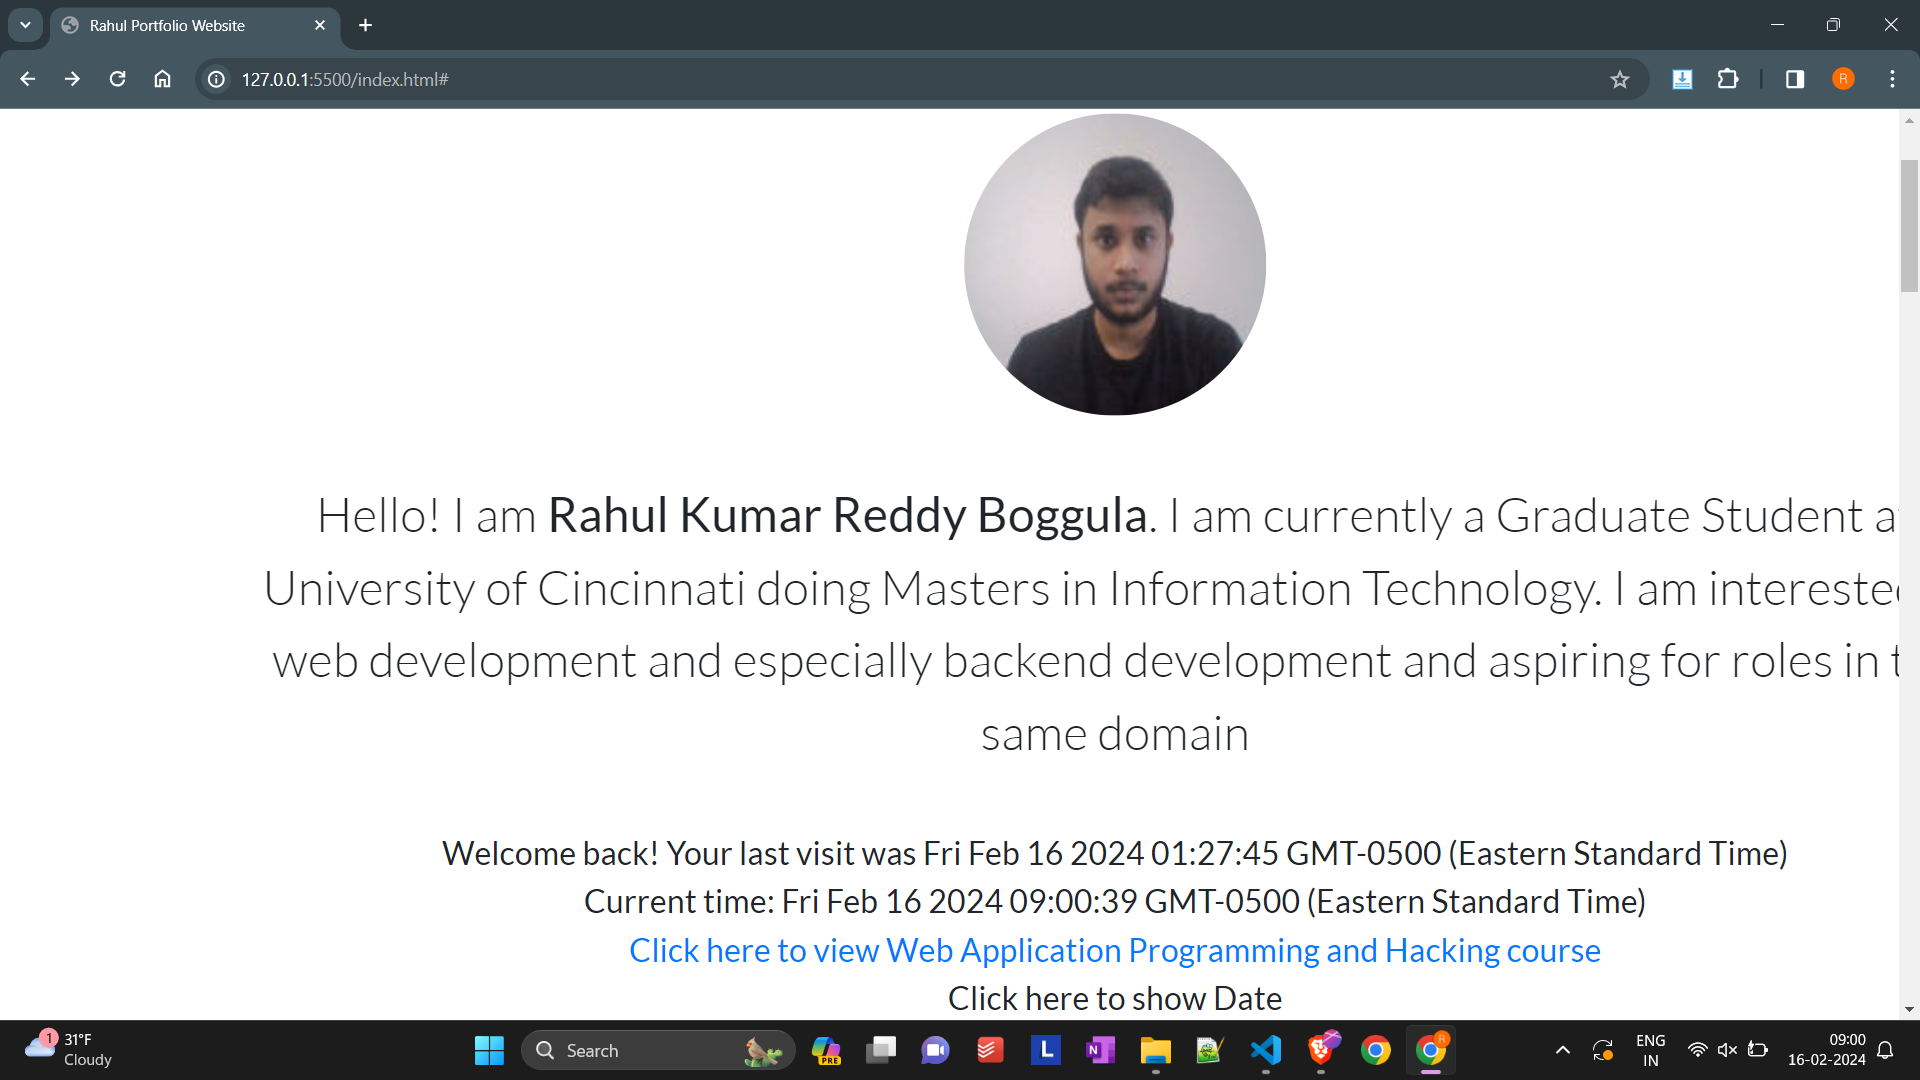 Rahul Portfolio Website
127.0.0.1:5500/index.html#
R
Hello! I am Rahul Kumar Reddy Boggula. I am currently a Graduate Student a
University of Cincinnati doing Masters in Information Technology. I am intereste
web development and especially backend development and aspiring for roles in t
same domain
Welcome back! Your last visit was Fri Feb 16 2024 01:27:45 GMT-0500 (Eastern Standard Time)
Current time: Fri Feb 16 2024 09:00:39 GMT-0500 (Eastern Standard Time)
Click here to view Web Application Programming and Hacking course
Click here to show Date
1
31°F
Cloudy
Search
PRE
L
N
R
ENG
IN
09:00
16-02-2024